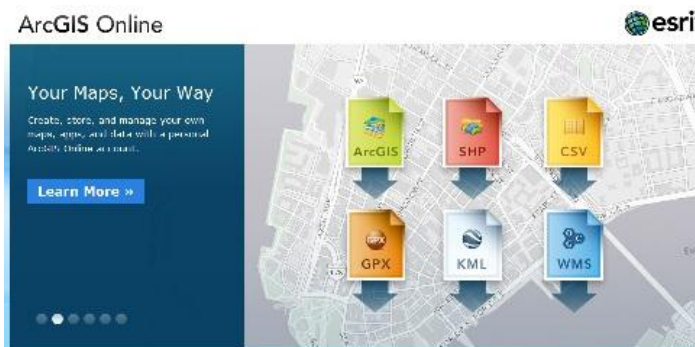 ArcGIS Online
esri
Your Maps, Your Way
Create, store, and manage your own
maps, apps, and data with a personal
ArcGIS Online account.
Learn More »
ArcGIS
SHP
CSV
GPX
GPX
KML
WMS